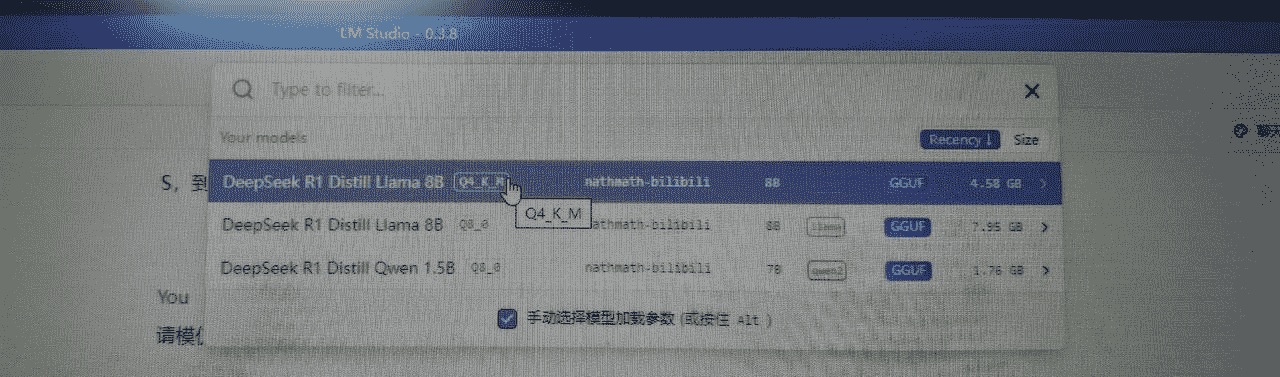 LM Studio - 0.3.8
Type to filter...
Your models Recency ↓ Size
聊天
S, 到
DeepSeek R1 Distill Llama 8B Q4_K_M nathmath-bilibili 8B GGUF 4.58 GB
Q4_K_M
DeepSeek R1 Distill Llama 8B Q8_0 nathmath-bilibili 8B llama GGUF 7.95 GB
DeepSeek R1 Distill Qwen 1.5B Q8_0 nathmath-bilibili 7B qwen2 GGUF 1.76 GB
You
手动选择模型加载参数 (或按住 Alt )
请模